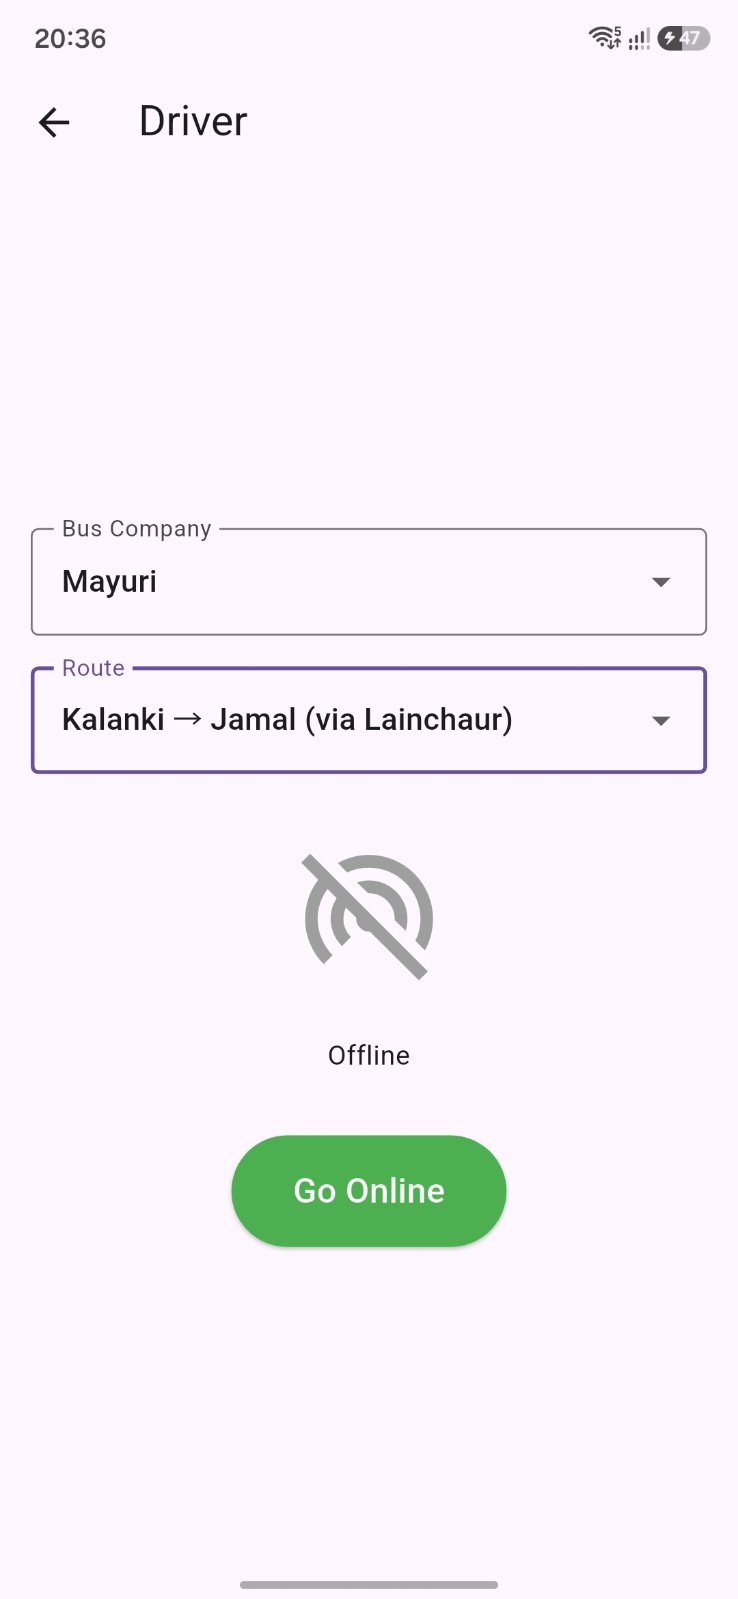 20:36
5
47
Driver
Bus Company
Mayuri
Route
Kalanki → Jamal (via Lainchaur)
Offline
Go Online